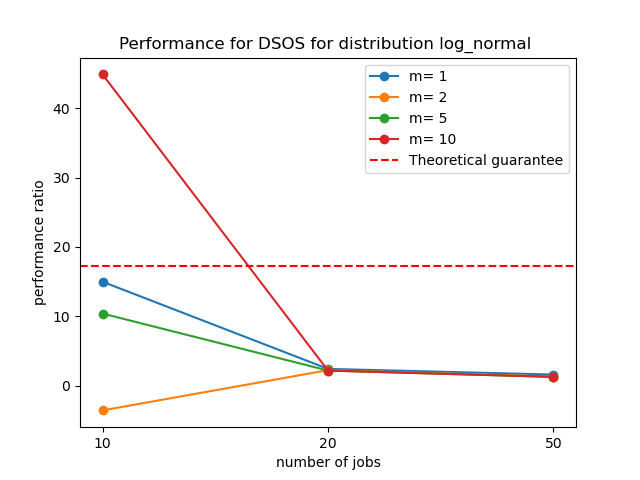 Performance for DSOS for distribution log_normal
m= 1
m= 2
m= 5
m= 10
Theoretical guarantee
performance ratio
40
30
20
10
0
10
20
50
number of jobs